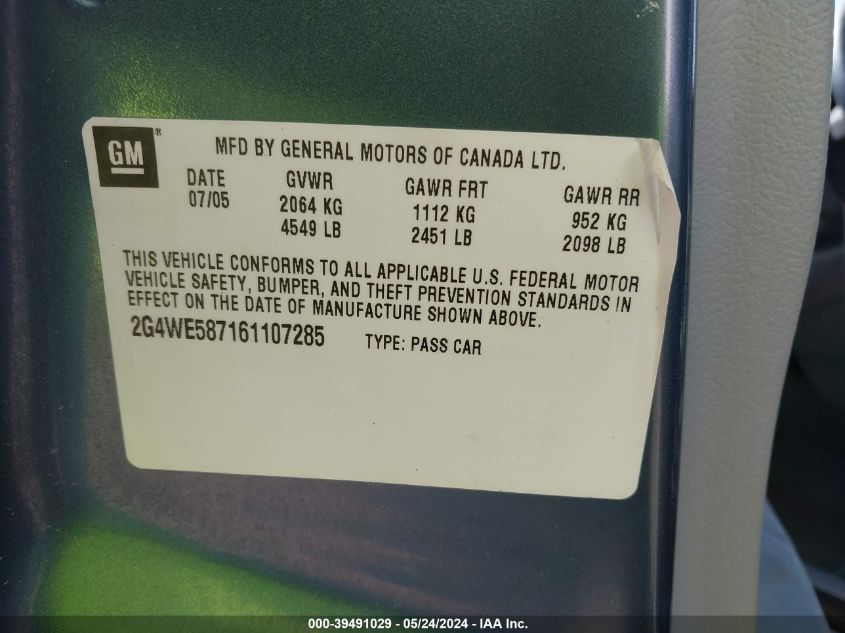 GM ®
MFD BY GENERAL MOTORS OF CANADA LTD.
DATE GVWR GAWR FRT GAWR RR
07/05 2064 KG 1112 KG 952 KG
4549 LB 2451 LB 2098 LB
THIS VEHICLE CONFORMS TO ALL APPLICABLE U.S. FEDERAL MOTOR
VEHICLE SAFETY, BUMPER, AND THEFT PREVENTION STANDARDS IN
EFFECT ON THE DATE OF MANUFACTURE SHOWN ABOVE.
2G4WE587161107285 TYPE: PASS CAR
000-39491029 - 05/24/2024 - IAA Inc.